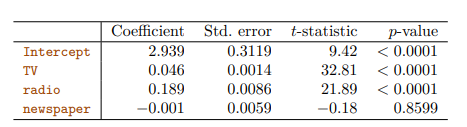 Coefficient Std. error t-statistic p-value
Intercept 2.939 0.3119 9.42 < 0.0001
TV 0.046 0.0014 32.81 < 0.0001
radio 0.189 0.0086 21.89 < 0.0001
newspaper −0.001 0.0059 −0.18 0.8599